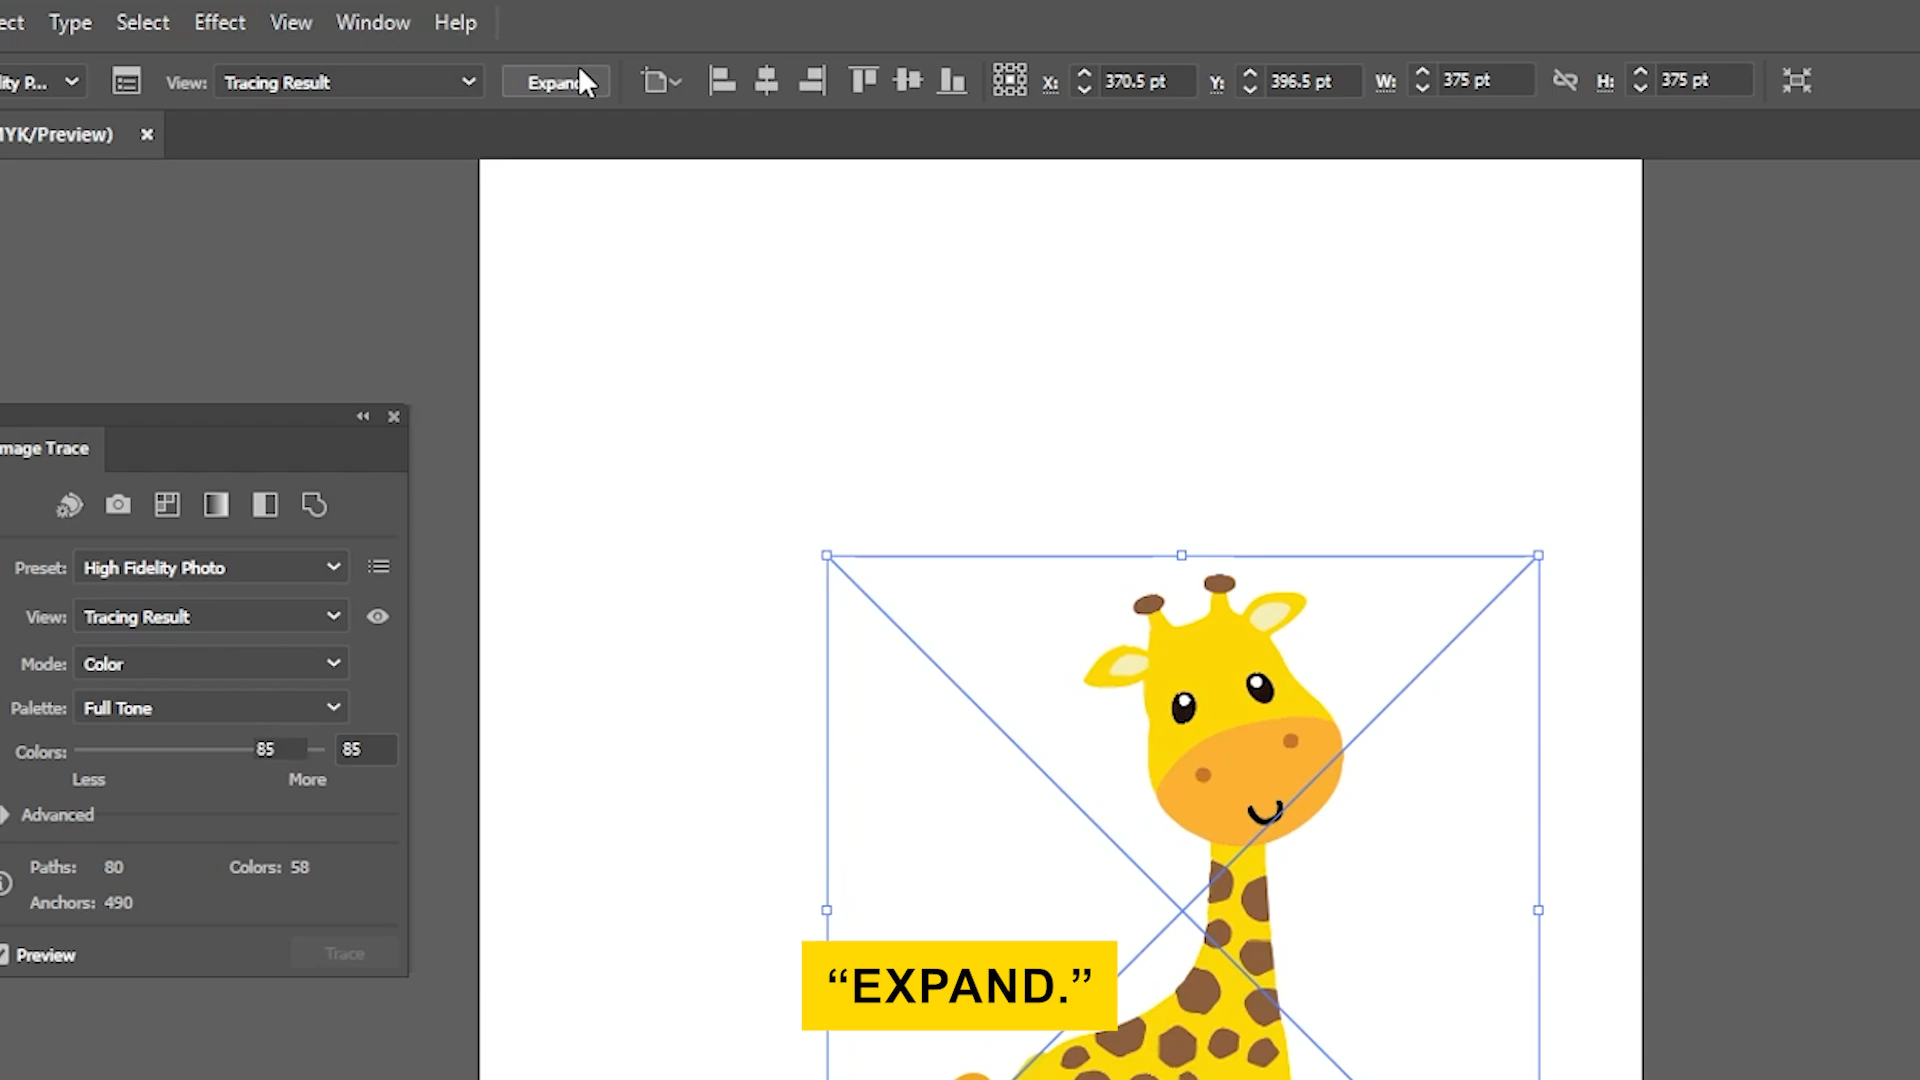 ect Type Select Effect View Window Help
ity P... View: Tracing Result Expand X: 370.5 pt Y: 396.5 pt W: 375 pt H: 375 pt
MYK/Preview)
mage Trace
Preset: High Fidelity Photo
View: Tracing Result
Mode: Color
Palette: Full Tone
Colors: 85 85
Less More
Advanced
Paths: 80 Colors: 58
Anchors: 490
Preview Trace
“EXPAND.”